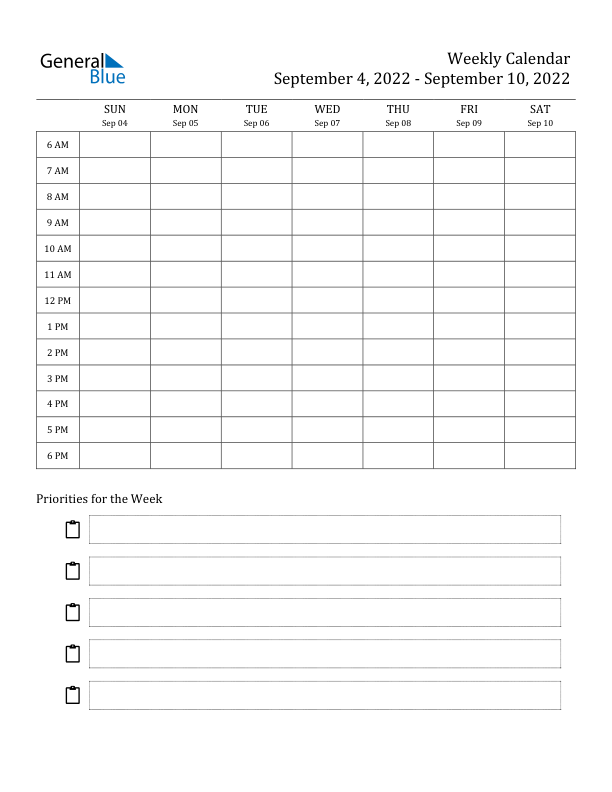 General
Blue
Weekly Calendar
September 4, 2022 - September 10, 2022
SUN MON TUE WED THU FRI SAT
Sep 04 Sep 05 Sep 06 Sep 07 Sep 08 Sep 09 Sep 10
6 AM
7 AM
8 AM
9 AM
10 AM
11 AM
12 PM
1 PM
2 PM
3 PM
4 PM
5 PM
6 PM
Priorities for the Week